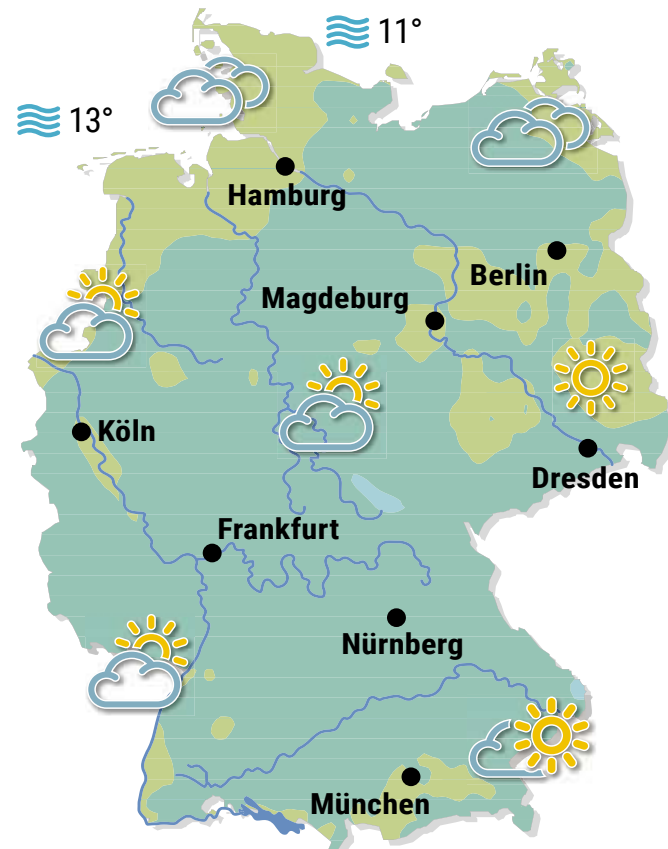 11°
13°
Hamburg
Berlin
Magdeburg
Köln
Dresden
Frankfurt
Nürnberg
München